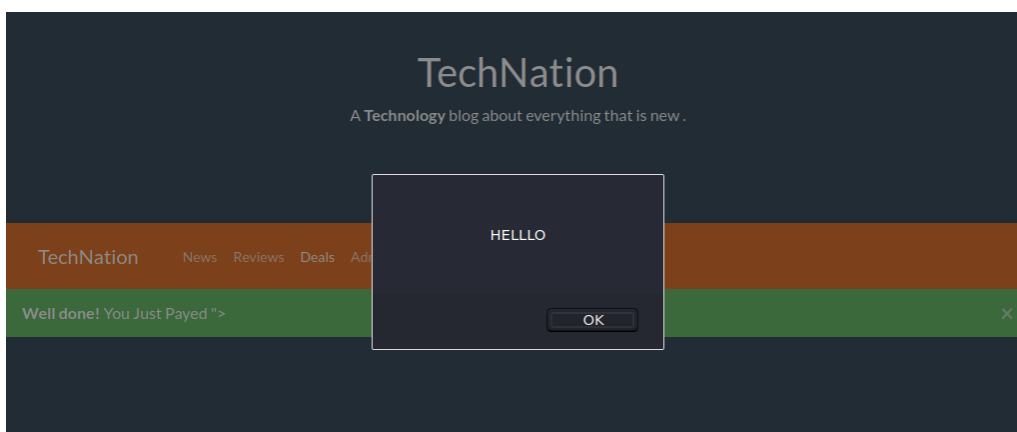 TechNation
A Technology blog about everything that is new .
HELLLO
TechNation News Reviews Deals
Well done! You Just Payed "> ×
OK